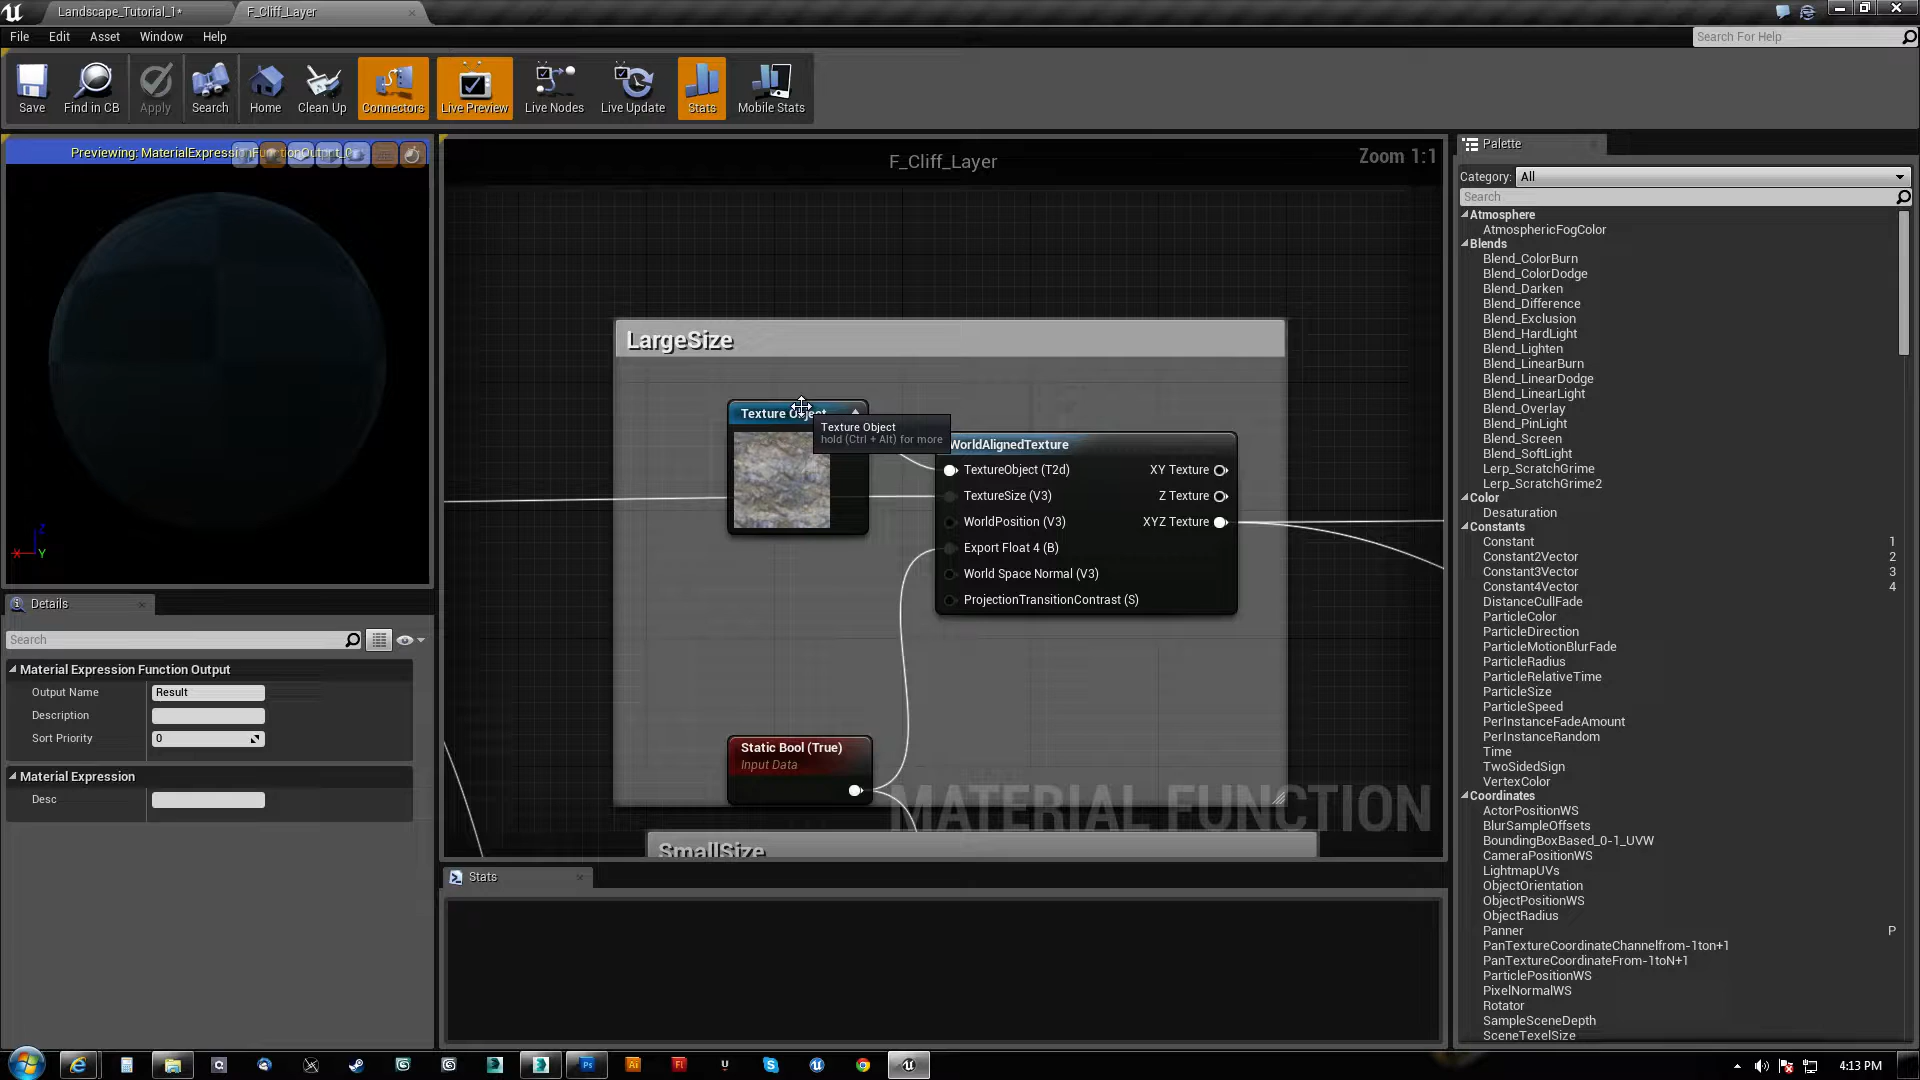 Landscape_Tutorial_1*
F_Cliff_Layer
File Edit Asset Window Help
Search For Help
Save Find in CB Apply Search Home Clean Up Connectors Live Preview Live Nodes Live Update Stats Mobile Stats
Previewing: MaterialExpressionFunctionOutput_0
F_Cliff_Layer
Zoom 1:1
LargeSize
Texture Object
Texture Object
hold (Ctrl + Alt) for more
WorldAlignedTexture
TextureObject (T2d) XY Texture
TextureSize (V3) Z Texture
WorldPosition (V3) XYZ Texture
Export Float 4 (B)
World Space Normal (V3)
ProjectionTransitionContrast (S)
Static Bool (True)
Input Data
MATERIAL FUNCTION
SmallSize
X Z Y
Details
Search
Material Expression Function Output
Output Name Result
Description
Sort Priority 0
Material Expression
Desc
Stats
Palette
Category: All
Search
Atmosphere
AtmosphericFogColor
Blends
Blend_ColorBurn
Blend_ColorDodge
Blend_Darken
Blend_Difference
Blend_Exclusion
Blend_HardLight
Blend_Lighten
Blend_LinearBurn
Blend_LinearDodge
Blend_LinearLight
Blend_Overlay
Blend_PinLight
Blend_Screen
Blend_SoftLight
Lerp_ScratchGrime
Lerp_ScratchGrime2
Color
Desaturation
Constants
Constant 1
Constant2Vector 2
Constant3Vector 3
Constant4Vector 4
DistanceCullFade
ParticleColor
ParticleDirection
ParticleMotionBlurFade
ParticleRadius
ParticleRelativeTime
ParticleSize
ParticleSpeed
PerInstanceFadeAmount
PerInstanceRandom
Time
TwoSidedSign
VertexColor
Coordinates
ActorPositionWS
BlurSampleOffsets
BoundingBoxBased_0-1_UVW
CameraPositionWS
LightmapUVs
ObjectOrientation
ObjectPositionWS
ObjectRadius
Panner P
PanTextureCoordinateChannelfrom-1ton+1
PanTextureCoordinateFrom-1toN+1
ParticlePositionWS
PixelNormalWS
Rotator
SampleSceneDepth
SceneTexelSize
Ps Ai Fl
4:13 PM